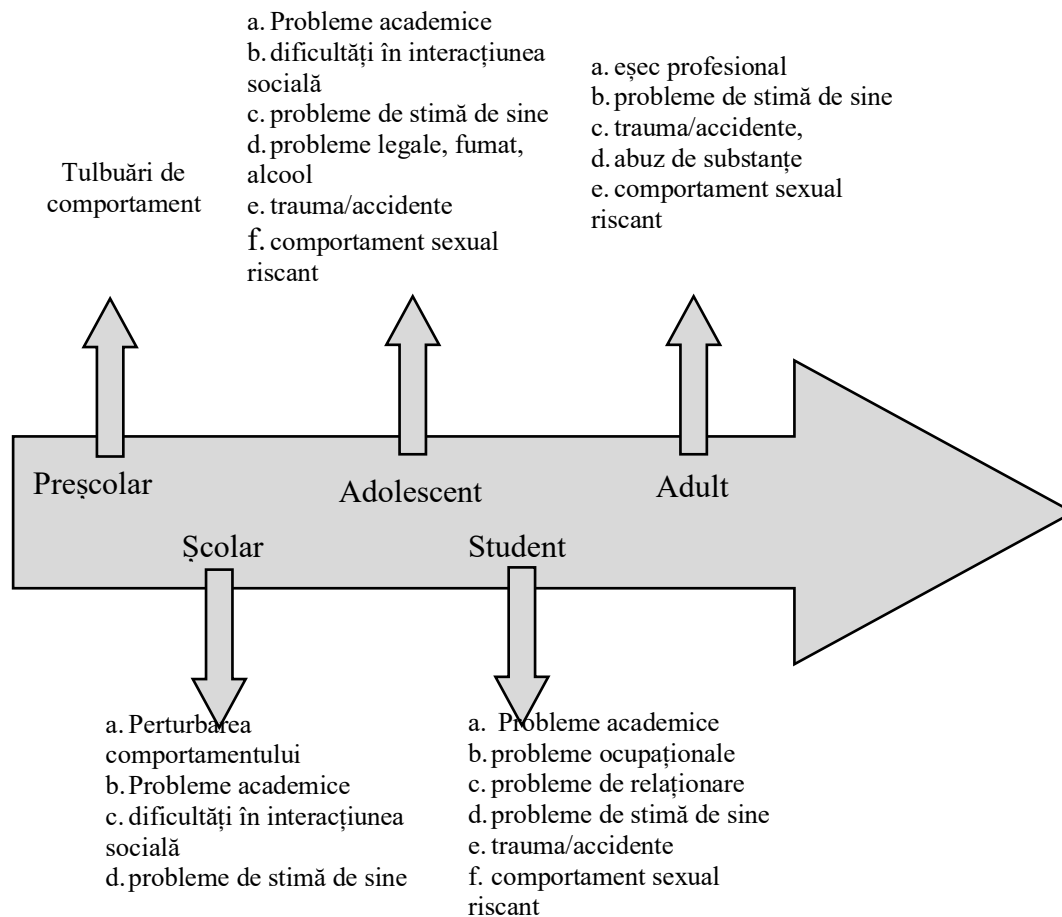 a. Probleme academice
b. dificultăți în interacțiunea
socială
c. probleme de stimă de sine
d. probleme legale, fumat,
alcool
e. trauma/accidente
f. comportament sexual
riscant
a. eșec profesional
b. probleme de stimă de sine
c. trauma/accidente,
d. abuz de substanțe
e. comportament sexual
riscant
Tulbuări de
comportament
Preșcolar
Adolescent
Adult
Școlar
Student
a. Perturbarea
comportamentului
b. Probleme academice
c. dificultăți în interacțiunea
socială
d. probleme de stimă de sine
a. Probleme academice
b. probleme ocupaționale
c. probleme de relaționare
d. probleme de stimă de sine
e. trauma/accidente
f. comportament sexual
riscant